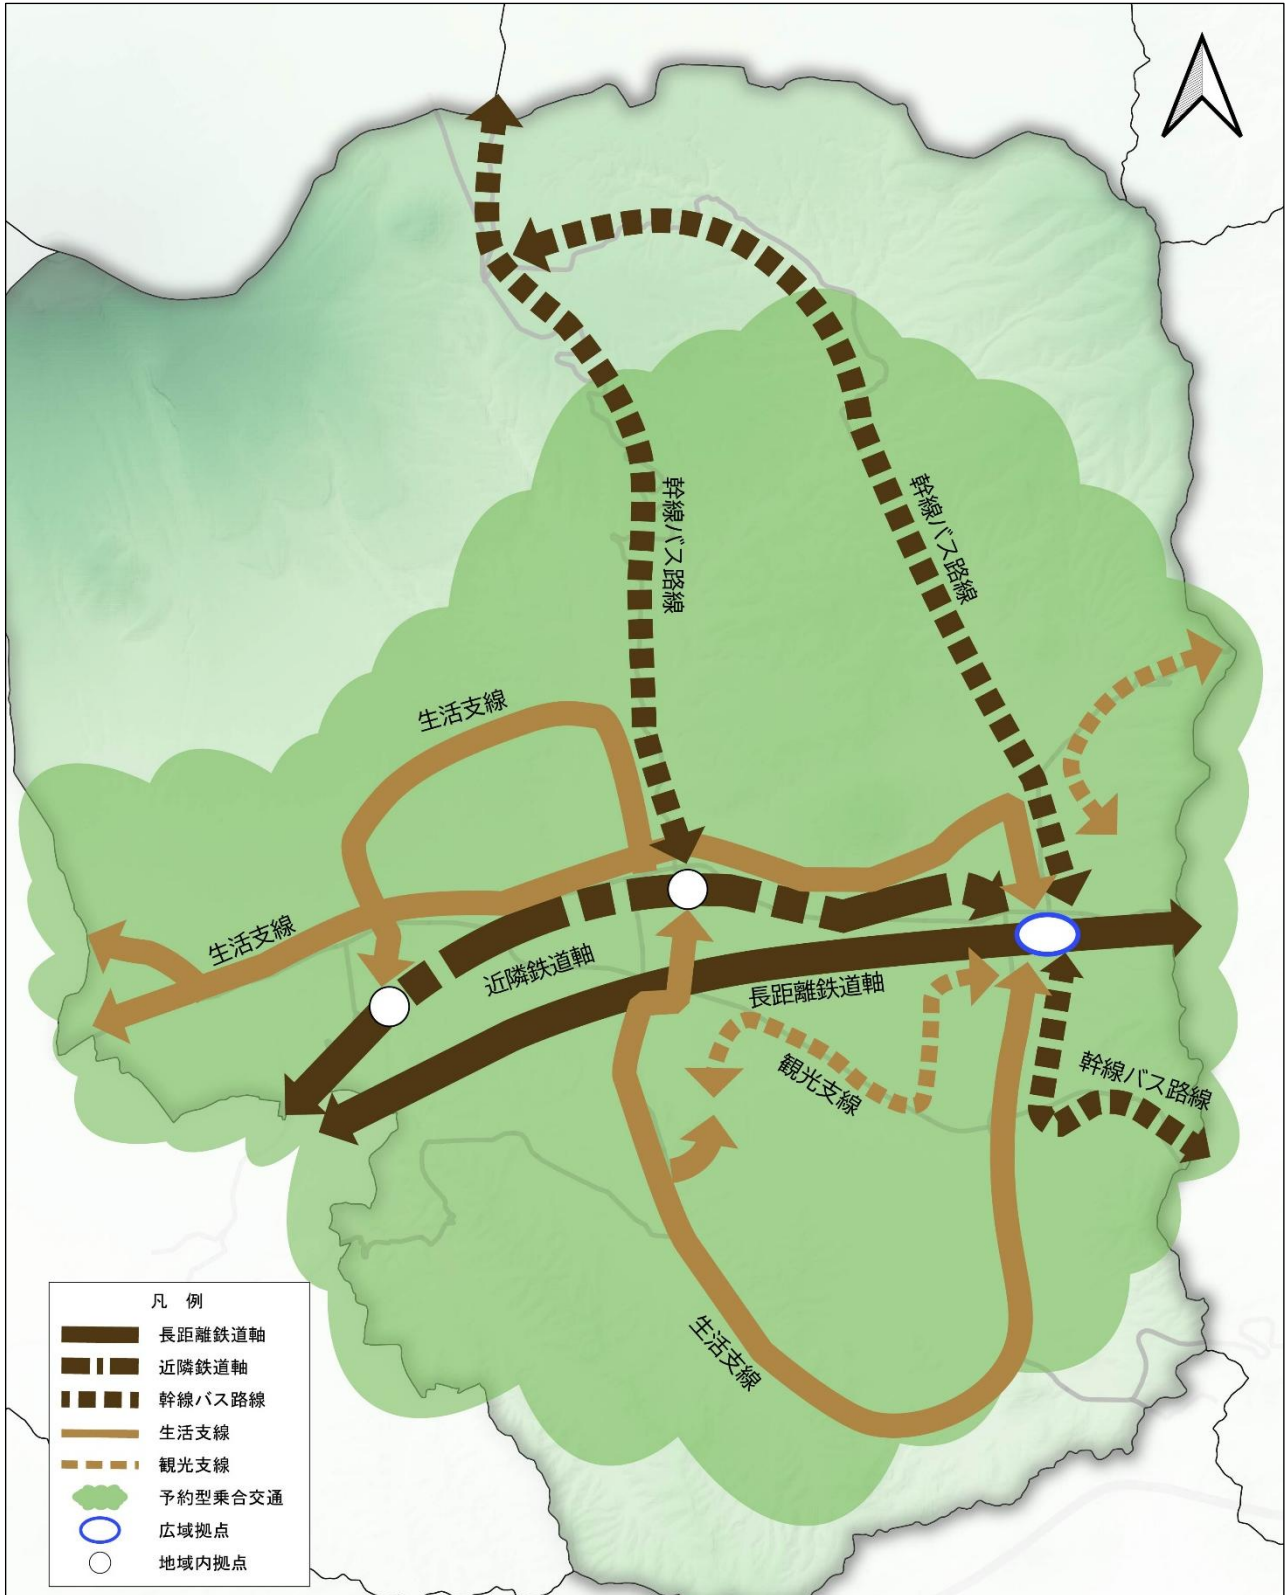 幹線バス路線
幹線バス路線
生活支線
生活支線
近隣鉄道軸
長距離鉄道軸
観光支線
幹線バス路線
生活支線
凡 例
長距離鉄道軸
近隣鉄道軸
幹線バス路線
生活支線
観光支線
予約型乗合交通
広域拠点
地域内拠点